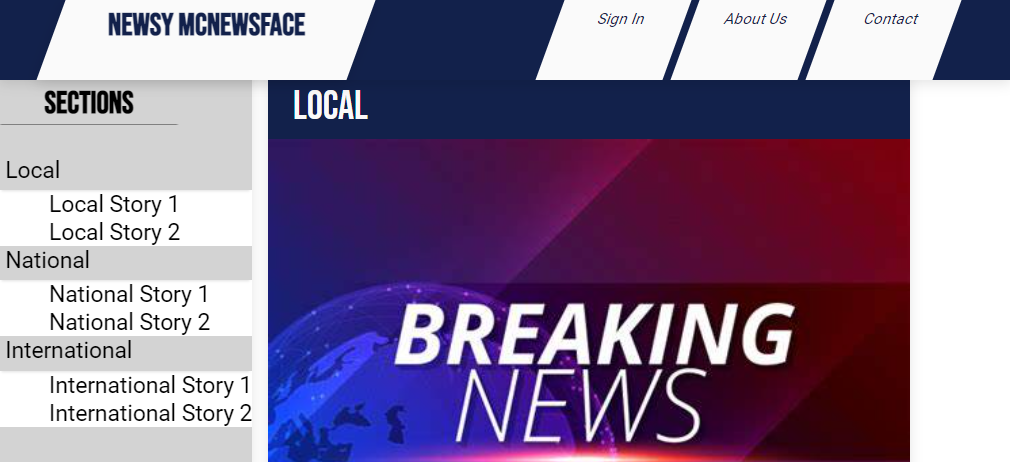 NEWSY MCNEWSFACE
Sign In
About Us
Contact
SECTIONS
Local
Local Story 1
Local Story 2
National
National Story 1
National Story 2
International
International Story 1
International Story 2
LOCAL
BREAKING
NEWS